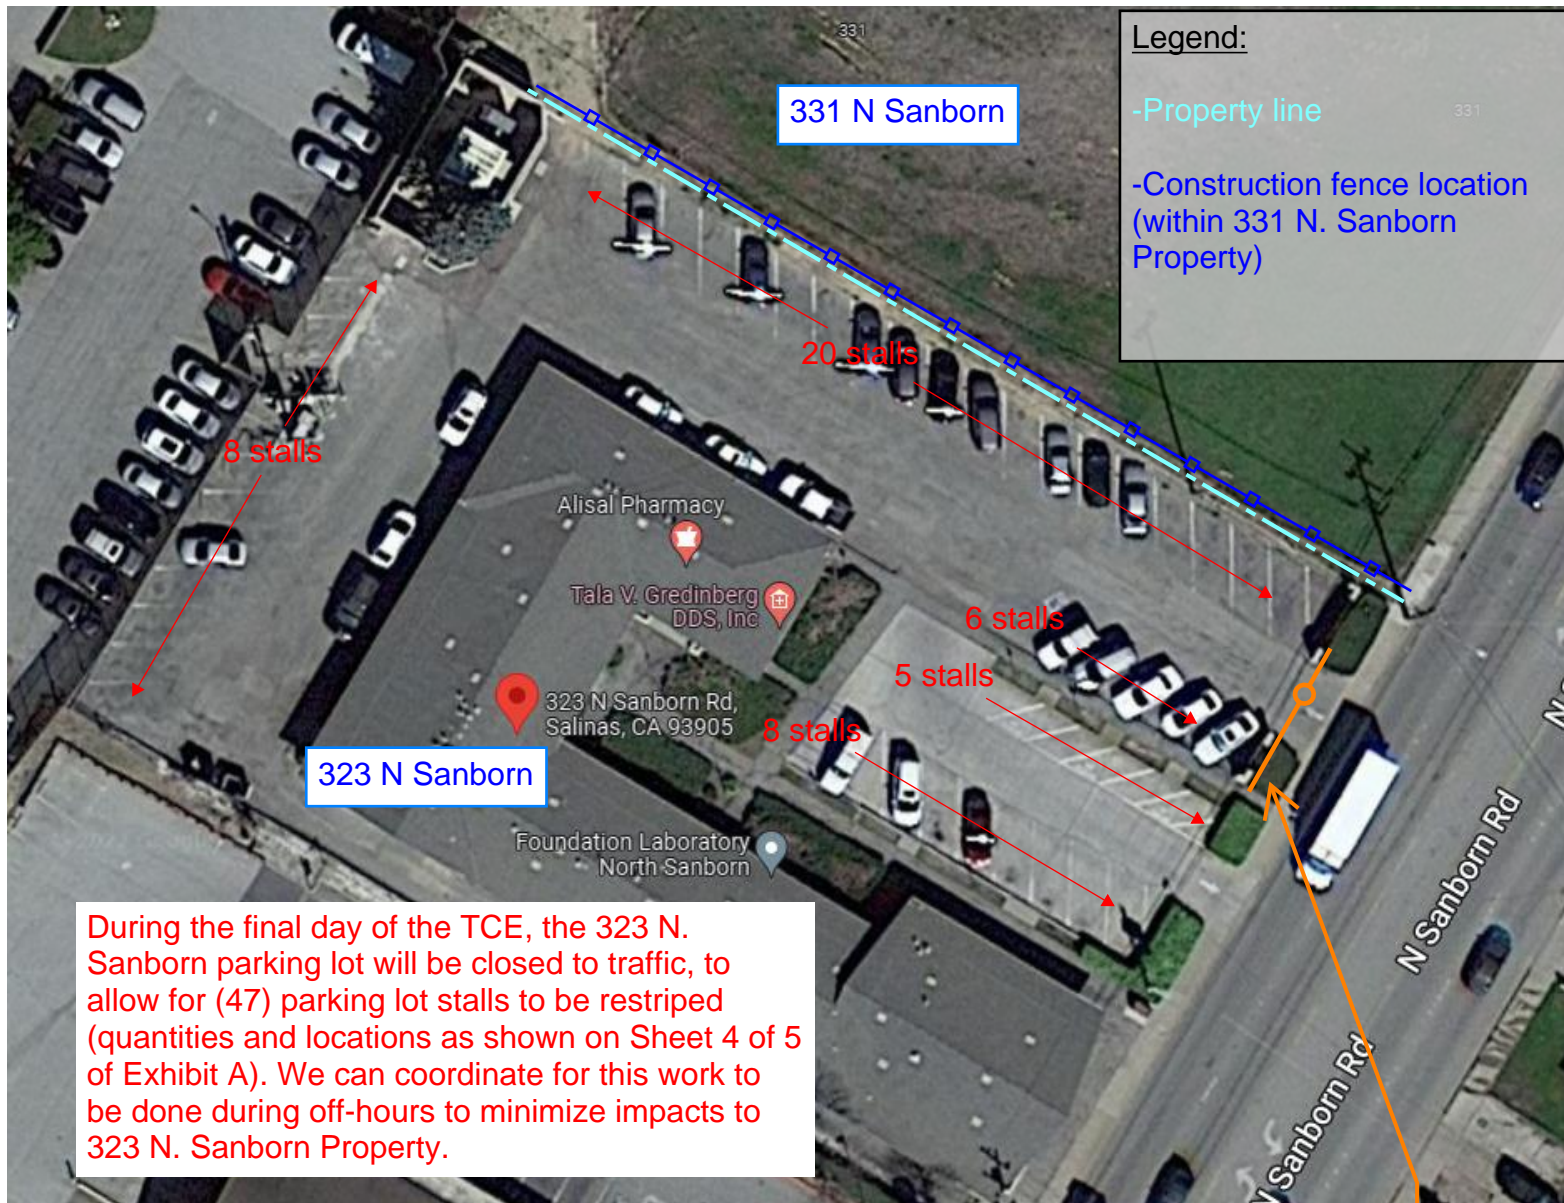 331
331 N Sanborn
Legend:
-Property line
331
-Construction fence location
(within 331 N. Sanborn
Property)
20 stalls
8 stalls
Alisal Pharmacy
Tala V. Gredinberg
DDS, Inc
6 stalls
5 stalls
323 N Sanborn Rd,
Salinas, CA 93905
8 stalls
323 N Sanborn
Foundation Laboratory
North Sanborn
N Sanborn Rd
N Sanborn Rd
During the final day of the TCE, the 323 N.
Sanborn parking lot will be closed to traffic, to
allow for (47) parking lot stalls to be restriped
(quantities and locations as shown on Sheet 4 of 5
of Exhibit A). We can coordinate for this work to
be done during off-hours to minimize impacts to
323 N. Sanborn Property.